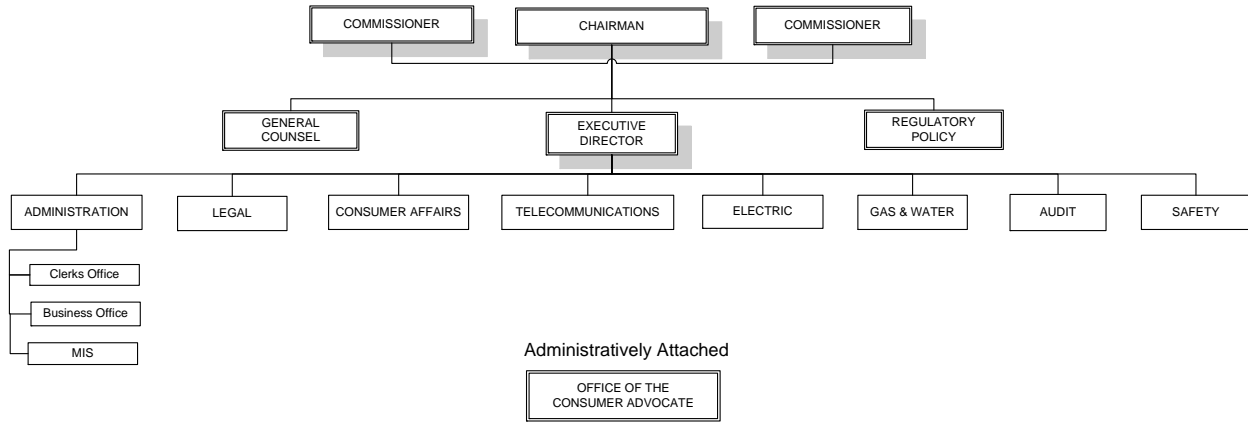 COMMISSIONER
CHAIRMAN
COMMISSIONER
GENERAL
COUNSEL
EXECUTIVE
DIRECTOR
REGULATORY
POLICY
ADMINISTRATION
LEGAL
CONSUMER AFFAIRS
TELECOMMUNICATIONS
ELECTRIC
GAS & WATER
AUDIT
SAFETY
Clerks Office
Business Office
MIS
Administratively Attached
OFFICE OF THE
CONSUMER ADVOCATE